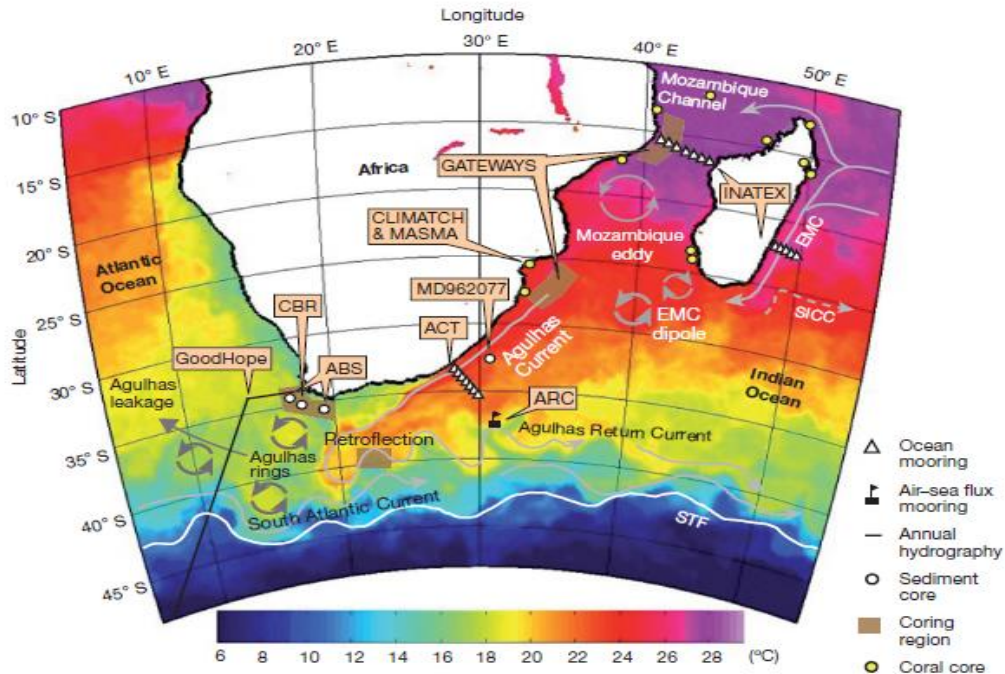 Longitude
10° E
20° E
30° E
40° E
50° E
Latitude
10° S
15° S
20° S
25° S
30° S
35° S
40° S
45° S
Mozambique
Channel
Africa
GATEWAYS
INATEX
CLIMATCH
& MASMA
Mozambique
eddy
EMC
Atlantic
Ocean
MD962077
CBR
ACT
EMC
dipole
SICC
GoodHope
ABS
Agulhas
Current
Indian
Ocean
Agulhas
leakage
ARC
Retroflection
Agulhas Return Current
Agulhas
rings
South Atlantic Current
STF
Ocean
mooring
Air–sea flux
mooring
Annual
hydrography
Sediment
core
Coring
region
Coral core
6 8 10 12 14 16 18 20 22 24 26 28 (°C)